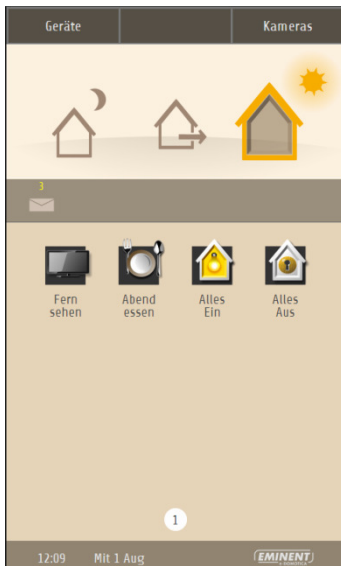 Geräte Kameras
3
Fern Abend Alles Alles
sehen essen Ein Aus
1
12:09 Mit 1 Aug EMINENT